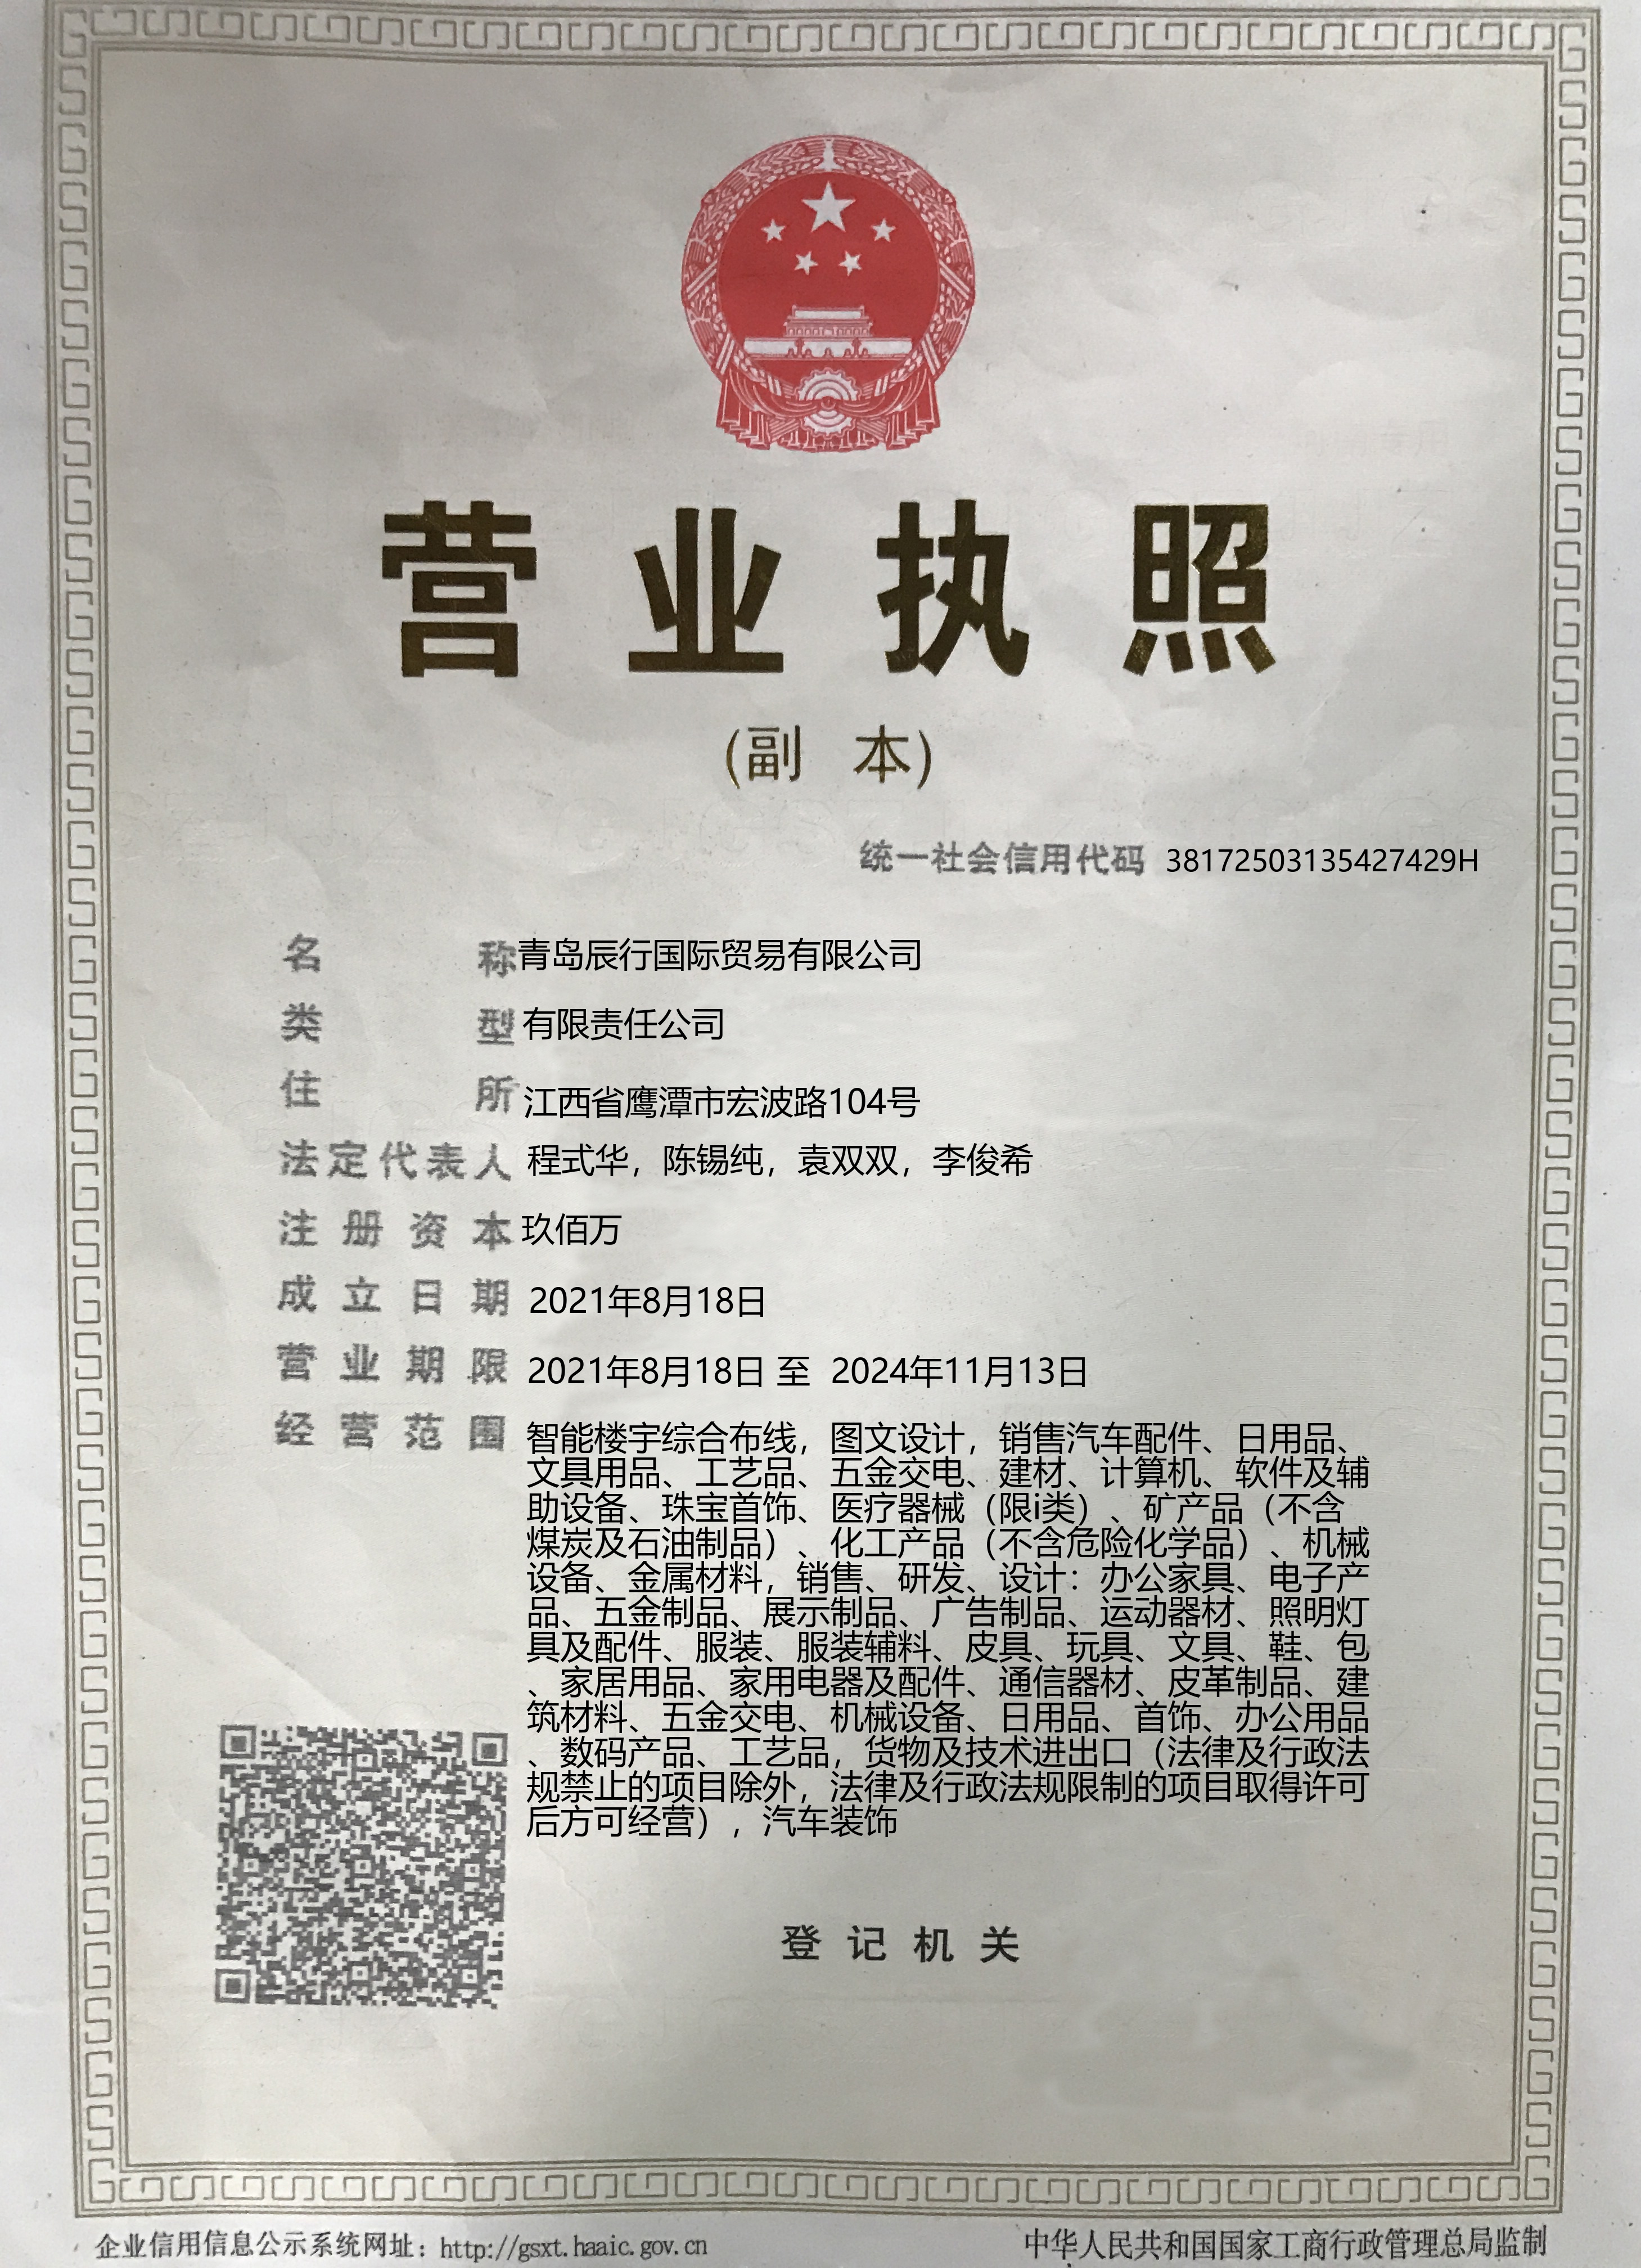 营业执照
(副 本)
统一社会信用代码 38172503135427429H
名称 青岛辰行国际贸易有限公司
类型 有限责任公司
住所 江西省鹰潭市宏波路104号
法定代表人 程式华，陈锡纯，袁双双，李俊希
注册资本 玖佰万
成立日期 2021年8月18日
营业期限 2021年8月18日 至 2024年11月13日
经营范围 智能楼宇综合布线，图文设计，销售汽车配件、日用品、
文具用品、工艺品、五金交电、建材、计算机、软件及辅
助设备、珠宝首饰、医疗器械（限i类）、矿产品（不含
煤炭及石油制品）、化工产品（不含危险化学品）、机械
设备、金属材料，销售、研发、设计：办公家具、电子产
品、五金制品、展示制品、广告制品、运动器材、照明灯
具及配件、服装、服装辅料、皮具、玩具、文具、鞋、包
、家居用品、家用电器及配件、通信器材、皮革制品、建
筑材料、五金交电、机械设备、日用品、首饰、办公用品
、数码产品、工艺品，货物及技术进出口（法律及行政法
规禁止的项目除外，法律及行政法规限制的项目取得许可
后方可经营），汽车装饰
登记机关
企业信用信息公示系统网址：http://gsxt.haaic.gov.cn
中华人民共和国国家工商行政管理总局监制